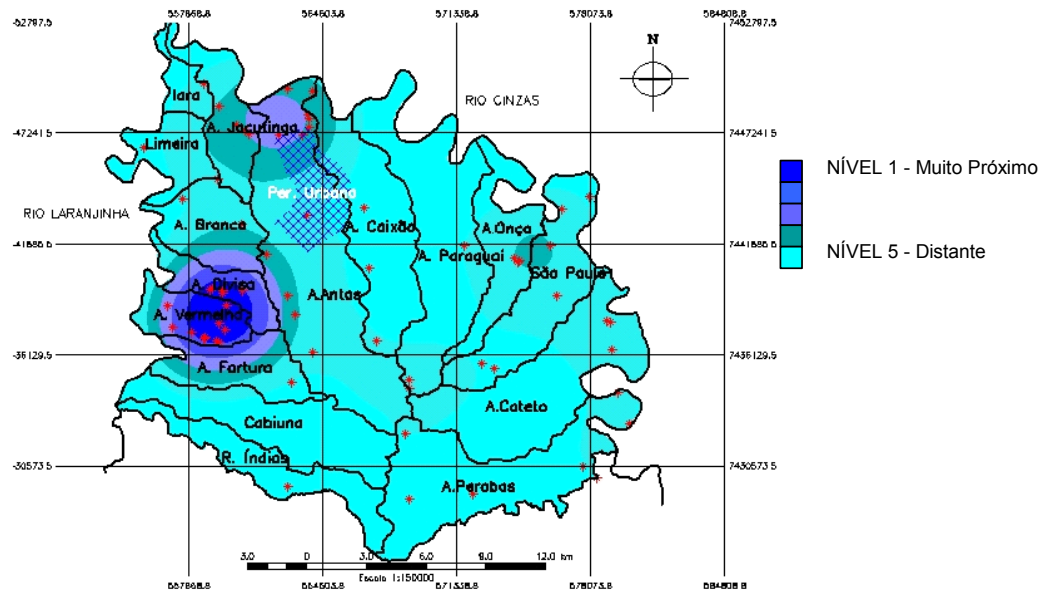 557868.8 564603.8 571338.8 578073.8 584808.8
-52797.5 7452797.5
N
Iara
RIO CINZAS
A. Jacutinga
-47241.5 7447241.5
Limeira
NÍVEL 1 - Muito Próximo
Per. Urbano
RIO LARANJINHA
A. Branca
A. Caixão
A.Onça
-41685.5 7441685.5
A. Paraguai
NÍVEL 5 - Distante
São Paulo
A. Divisa
A.Antas
A. Vermelha
-36129.5 7436129.5
A. Fartura
A.Cateto
Cabiuna
R. Índias
-30573.5 7430573.5
A.Perobas
3.0 0 3.0 6.0 9.0 12.0 km
Escala 1:150000
557868.8 564603.8 571338.8 578073.8 584808.8